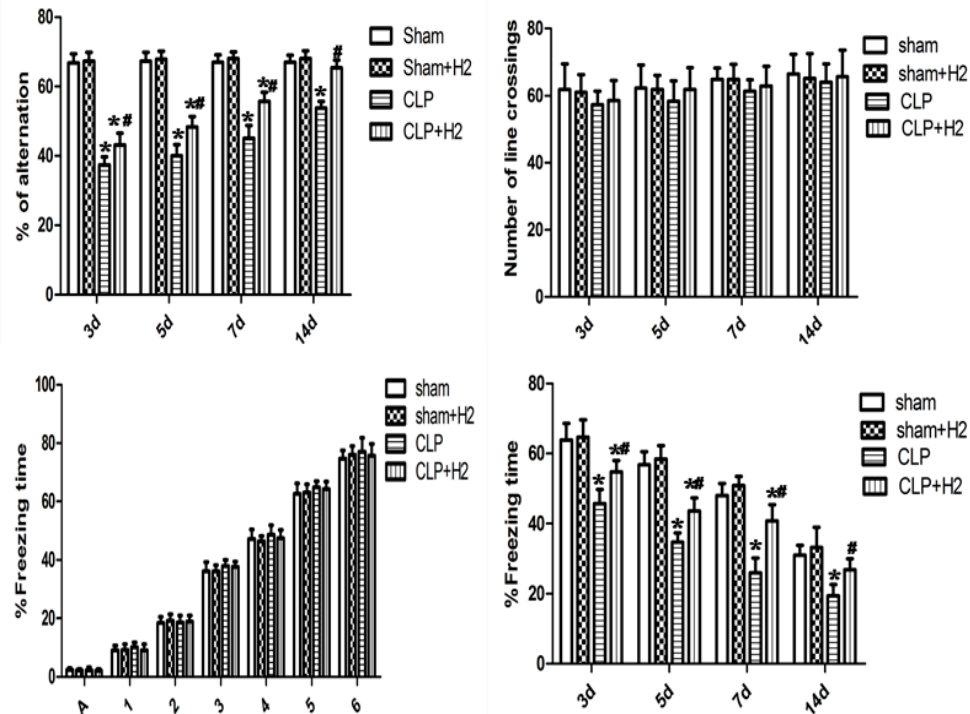 % of alternation
80
60
40
20
0
Sham
Sham+H2
CLP
CLP+H2
*
*#
*
*#
*
*#
*
#
3d
5d
7d
14d
Number of line crossings
80
60
40
20
0
sham
sham+H2
CLP
CLP+H2
3d
5d
7d
14d
%Freezing time
100
80
60
40
20
0
sham
sham+H2
CLP
CLP+H2
A
1
2
3
4
5
6
%Freezing time
80
60
40
20
0
sham
sham+H2
CLP
CLP+H2
*
*#
*
*#
*
*#
*
#
3d
5d
7d
14d